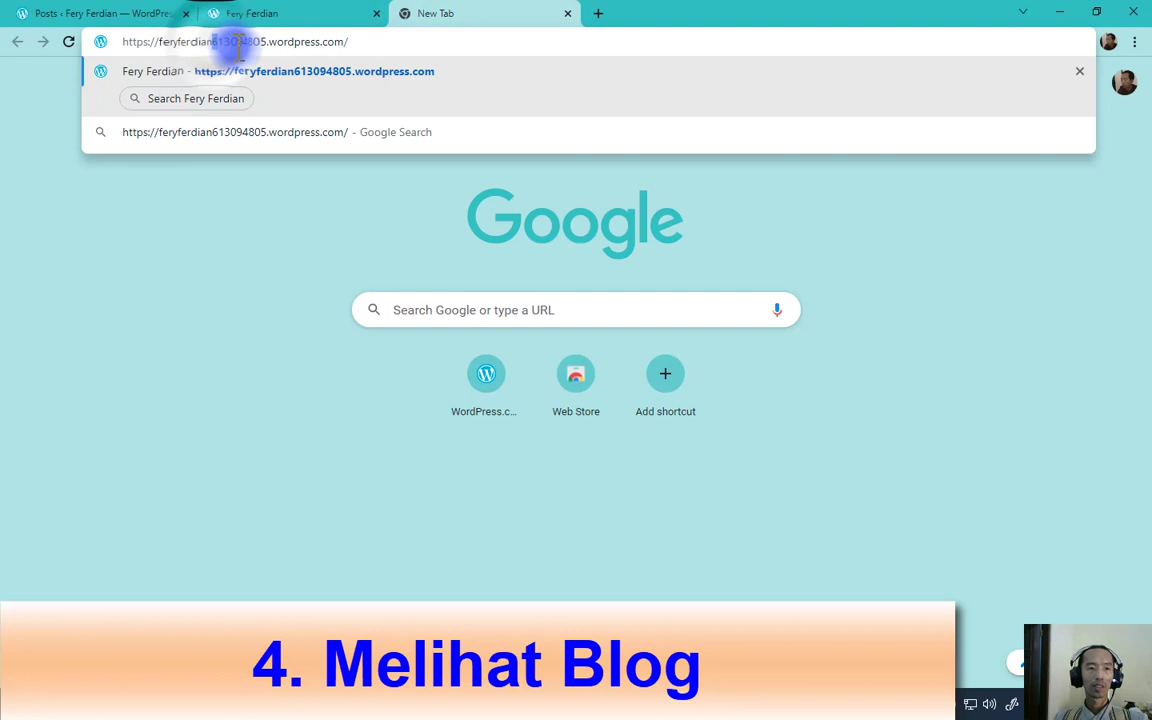 Posts ‹ Fery Ferdian — WordPres
Fery Ferdian
New Tab
https://feryferdian613094805.wordpress.com/
Fery Ferdian - https://feryferdian613094805.wordpress.com
Search Fery Ferdian
https://feryferdian613094805.wordpress.com/ - Google Search
Google
Search Google or type a URL
WordPress.c...
Web Store
Add shortcut
4. Melihat Blog